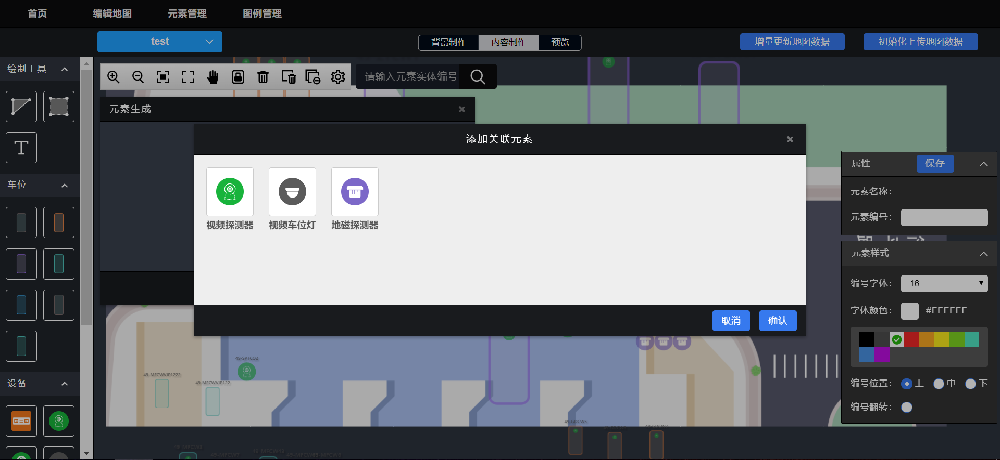 首页 编辑地图 元素管理 图例管理
test 背景制作 内容制作 预览 增量更新地图数据 初始化上传地图数据
绘制工具
请输入元素实体编号
元素生成
添加关联元素
视频探测器 视频车位灯 地磁探测器
取消 确认
T
车位
设备
属性 保存
元素名称:
元素编号:
元素样式
编号字体: 16
字体颜色: #FFFFFF
编号位置: 上 中 下
编号翻转:
49-MFCWVIP1222
49-MFCWVIP122
49-GDCW5
49-GDCW7
49-MFCW3
49-MFCW7